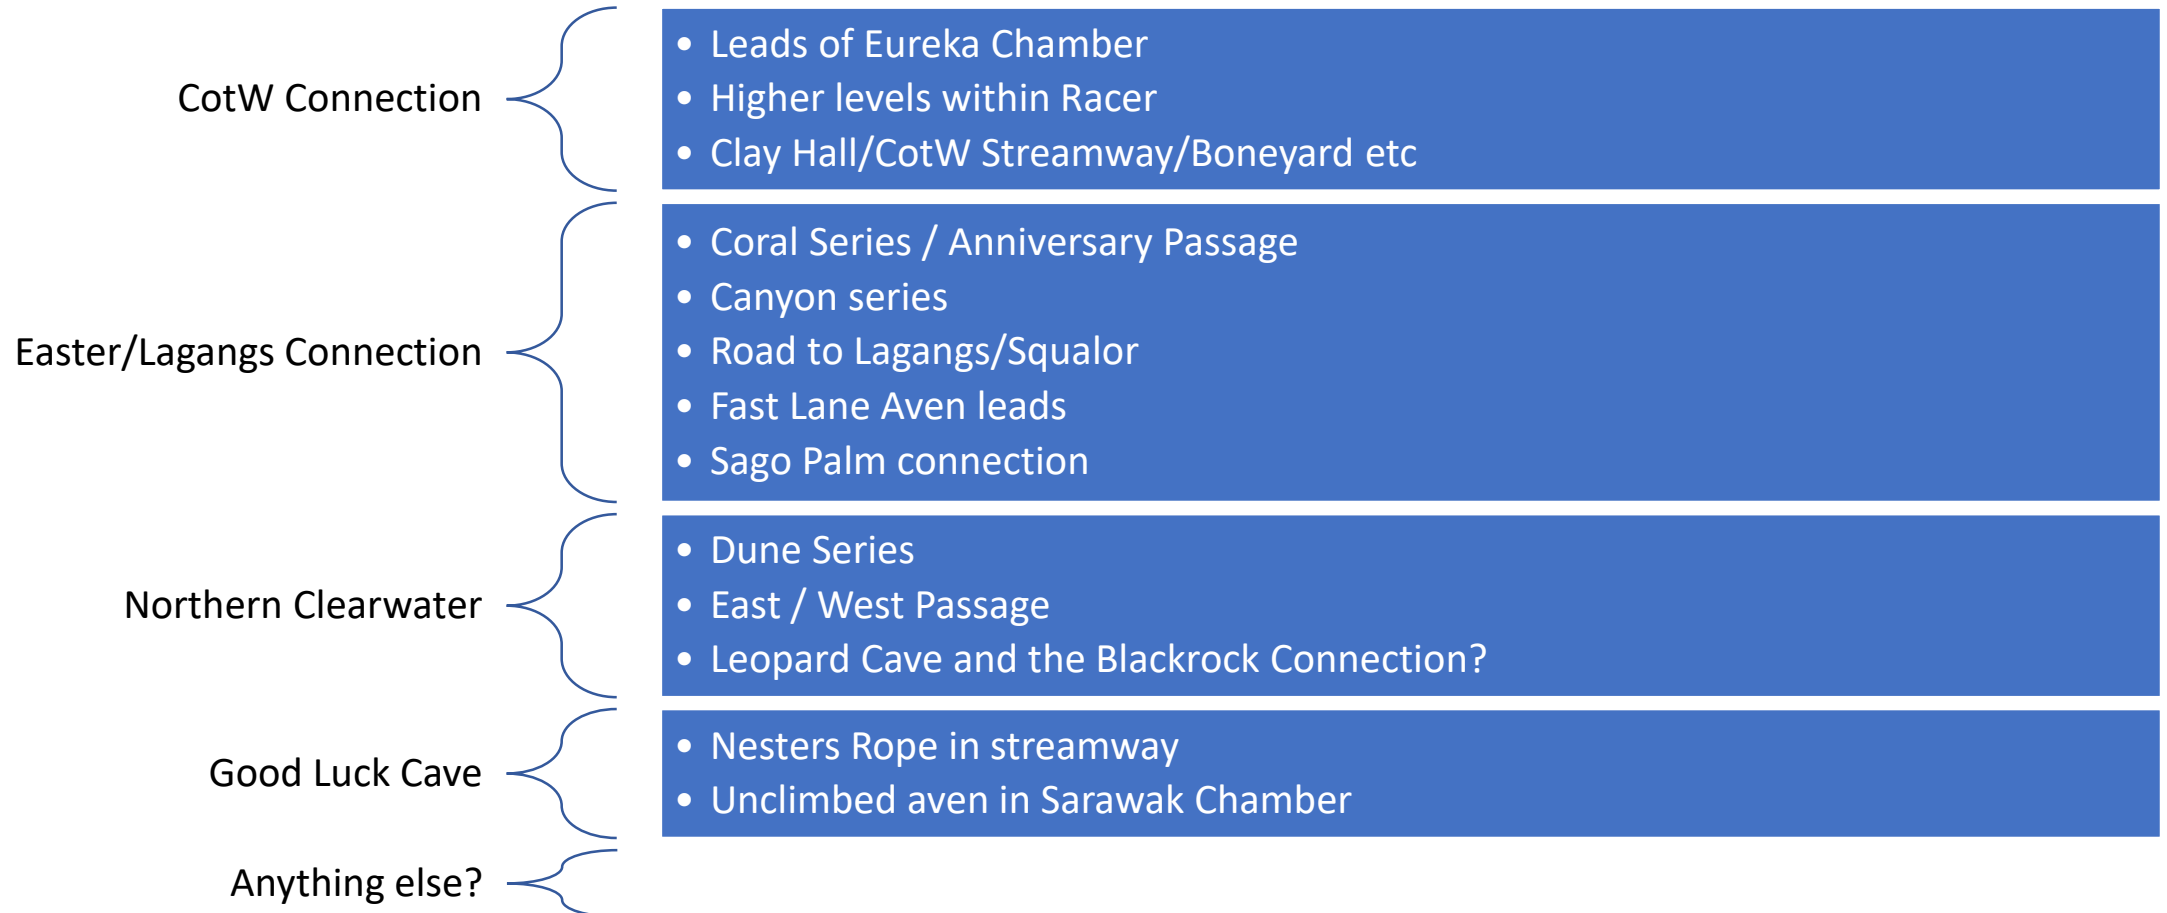 CotW Connection
• Leads of Eureka Chamber
• Higher levels within Racer
• Clay Hall/CotW Streamway/Boneyard etc
Easter/Lagangs Connection
• Coral Series / Anniversary Passage
• Canyon series
• Road to Lagangs/Squalor
• Fast Lane Aven leads
• Sago Palm connection
Northern Clearwater
• Dune Series
• East / West Passage
• Leopard Cave and the Blackrock Connection?
Good Luck Cave
• Nesters Rope in streamway
• Unclimbed aven in Sarawak Chamber
Anything else?